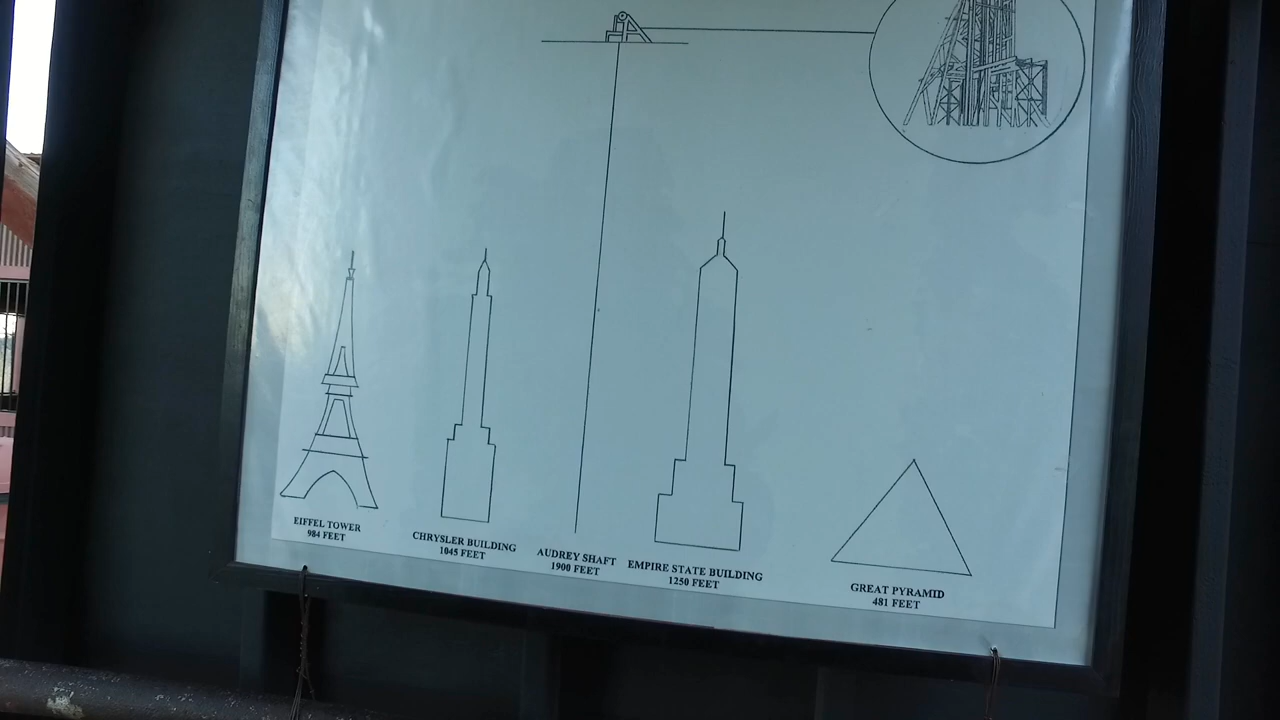 EIFFEL TOWER
984 FEET
CHRYSLER BUILDING
1045 FEET
AUDREY SHAFT
1900 FEET
EMPIRE STATE BUILDING
1250 FEET
GREAT PYRAMID
481 FEET